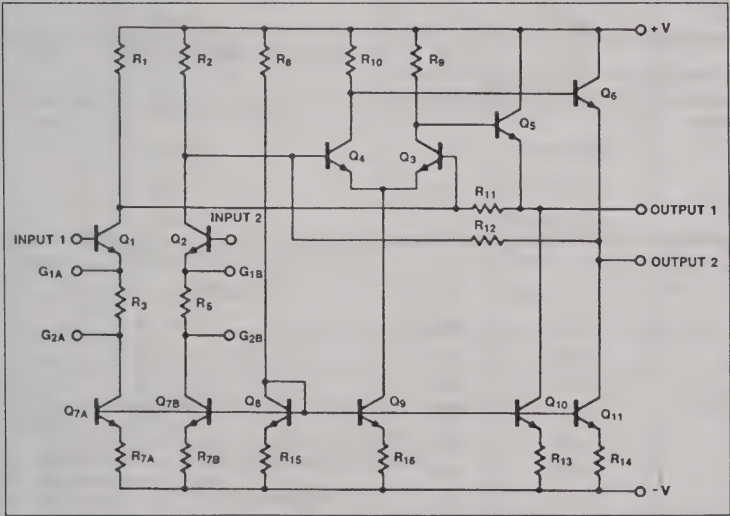 +V
R1 R2 R8 R10 R9
Q6
Q5
Q4 Q3
R11
INPUT 2
OUTPUT 1
INPUT 1 Q1 Q2
R12
G1A G1B
OUTPUT 2
R3 R5
G2A G2B
Q7A Q7B Q8 Q9 Q10 Q11
R7A R7B R15 R16 R13 R14
-V